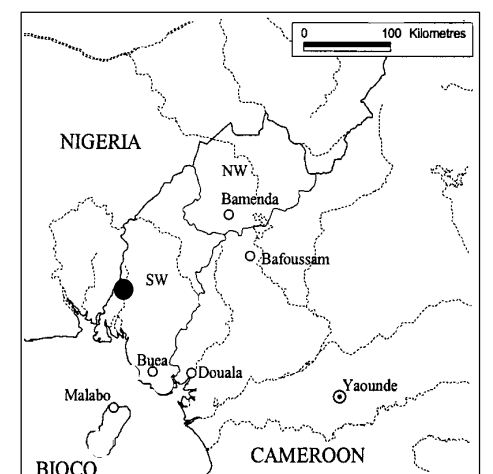 0 100 Kilometres
NIGERIA
NW
Bamenda
Bafoussam
SW
Buea
Douala
Malabo
Yaounde
CAMEROON
BIOCO